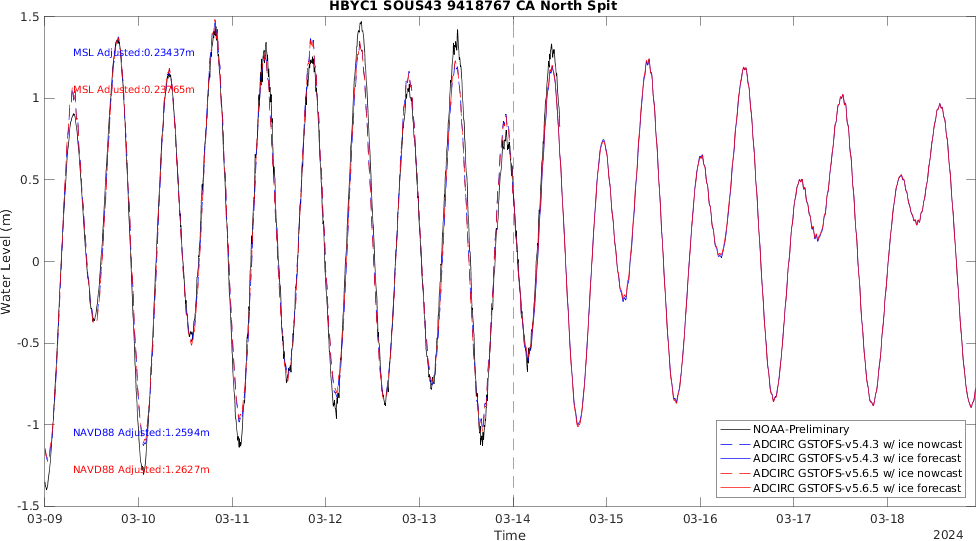 HBYC1 SOUS43 9418767 CA North Spit
1.5
MSL Adjusted:0.23437m
MSL Adjusted:0.23765m
1
0.5
0
-0.5
-1
-1.5
Water Level (m)
NAVD88 Adjusted:1.2594m
NAVD88 Adjusted:1.2627m
NOAA-Preliminary
ADCIRC GSTOFS-v5.4.3 w/ ice nowcast
ADCIRC GSTOFS-v5.4.3 w/ ice forecast
ADCIRC GSTOFS-v5.6.5 w/ ice nowcast
ADCIRC GSTOFS-v5.6.5 w/ ice forecast
03-09 03-10 03-11 03-12 03-13 03-14 03-15 03-16 03-17 03-18
Time
2024